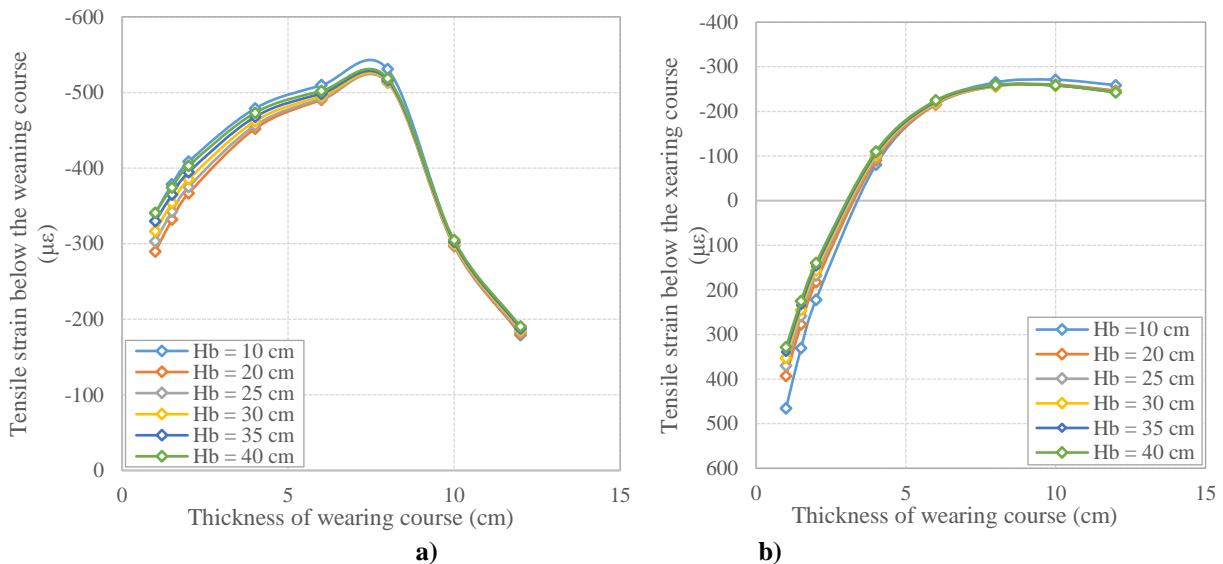 -600
-500
-400
-300
-200
-100
0
0
5
10
15
Tensile strain below the weaning course
(με)
Thickness of wearing course (cm)
Hb = 10 cm
Hb = 20 cm
Hb = 25 cm
Hb = 30 cm
Hb = 35 cm
Hb = 40 cm
a)
-400
-300
-200
-100
0
100
200
300
400
500
600
0
5
10
15
Tensile strain below the xearing course
(με)
Thickness of wearing course (cm)
Hb =10 cm
Hb = 20 cm
Hb = 25 cm
Hb = 30 cm
Hb = 35 cm
Hb = 40 cm
b)